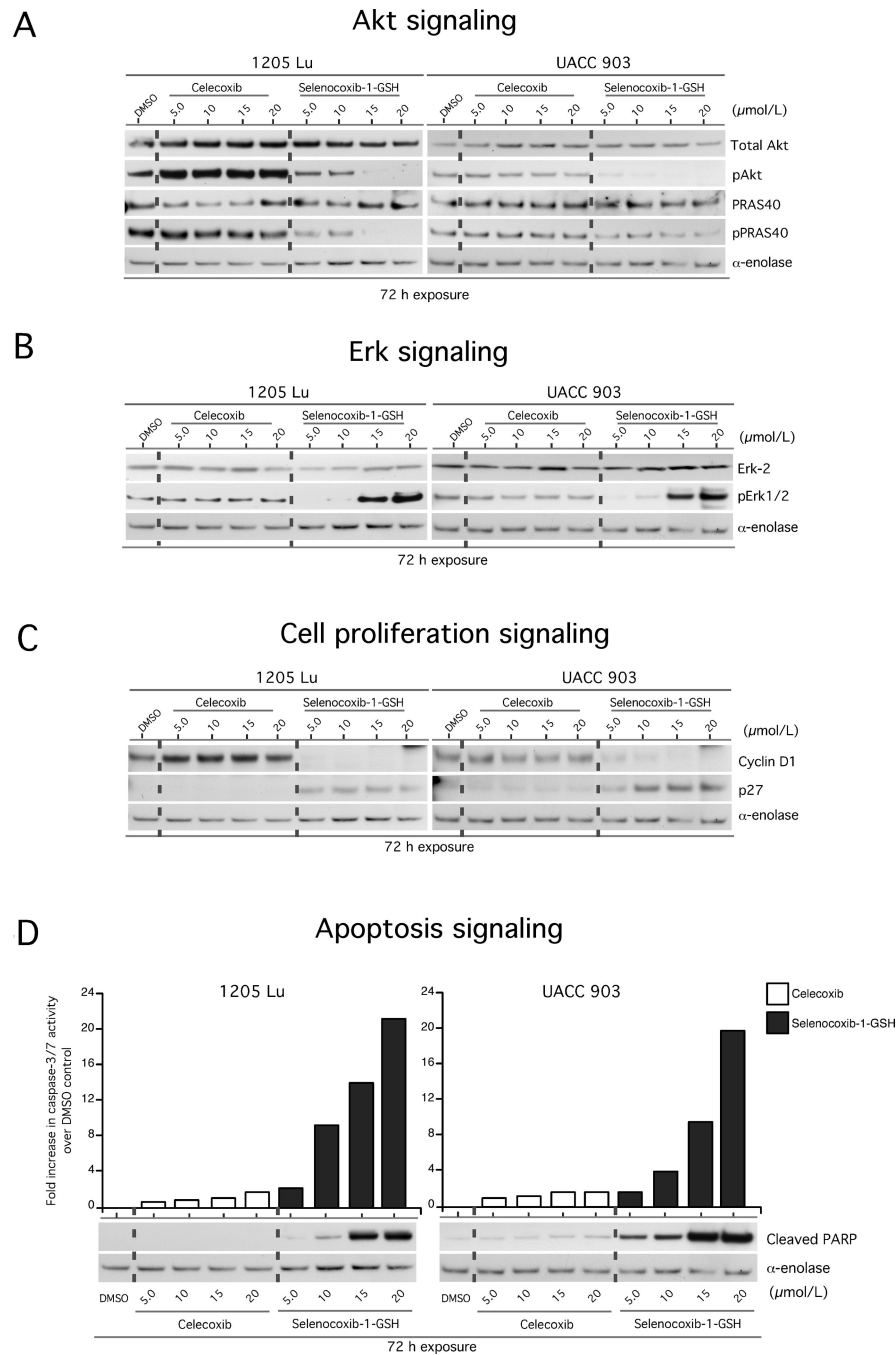 A
Akt signaling
1205 Lu UACC 903
DMSO Celecoxib Selenocoxib-1-GSH DMSO Celecoxib Selenocoxib-1-GSH
5.0 10 15 20 5.0 10 15 20 5.0 10 15 20 5.0 10 15 20 (µmol/L)
Total Akt
pAkt
PRAS40
pPRAS40
α-enolase
72 h exposure
B
Erk signaling
1205 Lu UACC 903
DMSO Celecoxib Selenocoxib-1-GSH DMSO Celecoxib Selenocoxib-1-GSH
5.0 10 15 20 5.0 10 15 20 5.0 10 15 20 5.0 10 15 20 (µmol/L)
Erk-2
pErk1/2
α-enolase
72 h exposure
C
Cell proliferation signaling
1205 Lu UACC 903
DMSO Celecoxib Selenocoxib-1-GSH DMSO Celecoxib Selenocoxib-1-GSH
5.0 10 15 20 5.0 10 15 20 5.0 10 15 20 5.0 10 15 20 (µmol/L)
Cyclin D1
p27
α-enolase
72 h exposure
D
Apoptosis signaling
1205 Lu UACC 903
Celecoxib
Selenocoxib-1-GSH
Fold increase in caspase-3/7 activity
over DMSO control
24 24
20 20
16 16
12 12
8 8
4 4
0 0
Cleaved PARP
α-enolase
DMSO 5.0 10 15 20 5.0 10 15 20 DMSO 5.0 10 15 20 5.0 10 15 20 (µmol/L)
Celecoxib Selenocoxib-1-GSH Celecoxib Selenocoxib-1-GSH
72 h exposure